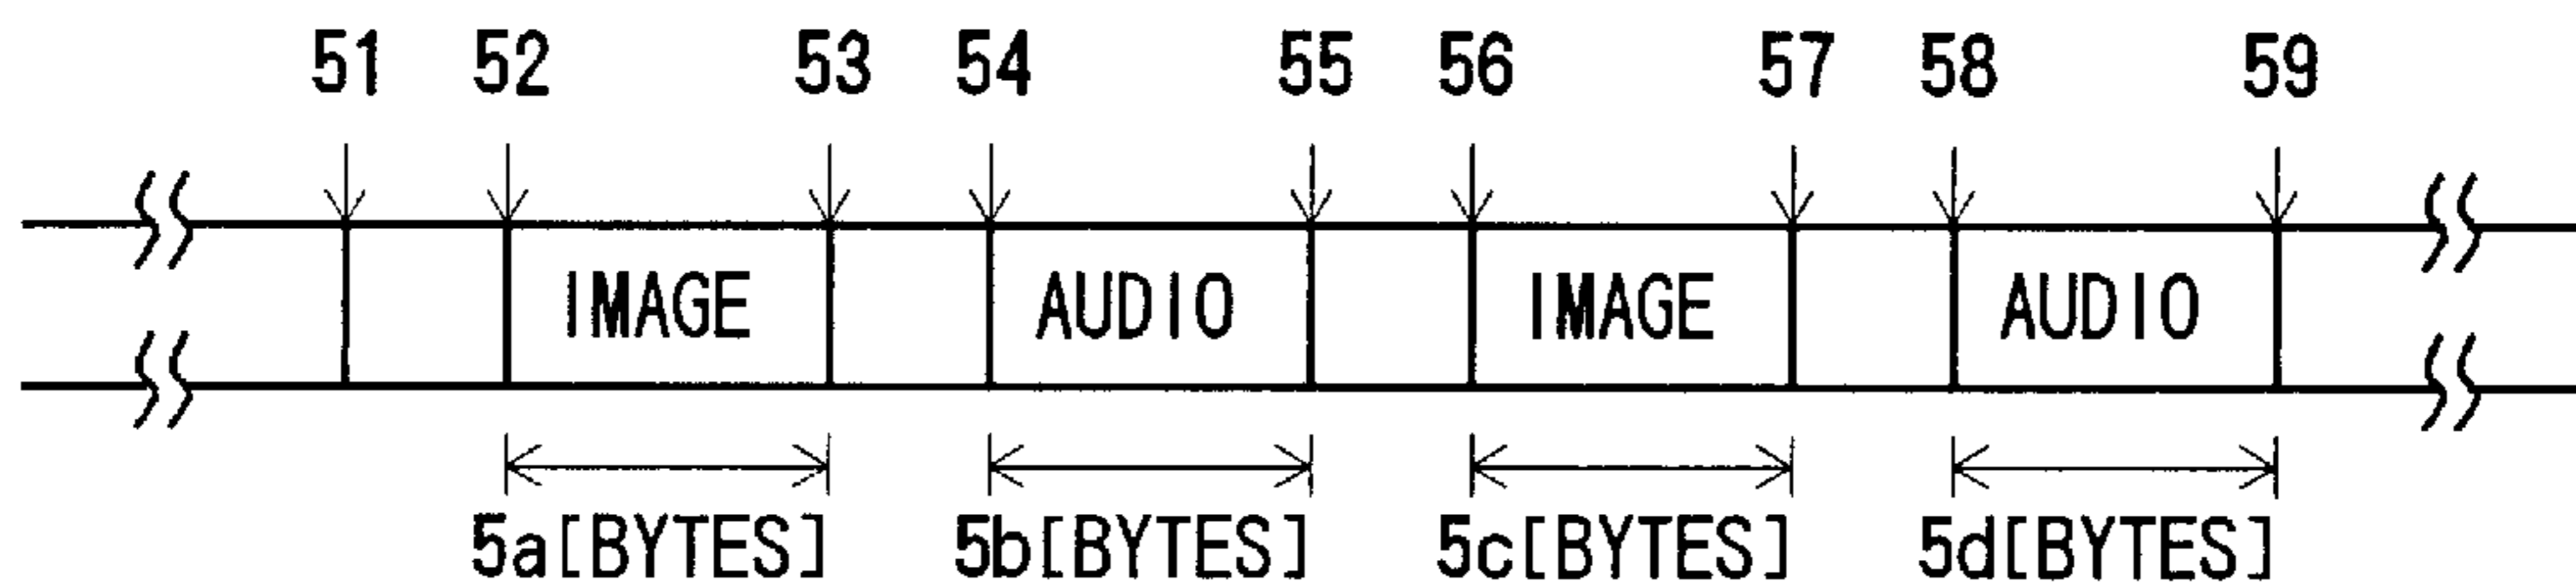 51 52 53 54 55 56 57 58 59
IMAGE AUDIO IMAGE AUDIO
5a[BYTES] 5b[BYTES] 5c[BYTES] 5d[BYTES]